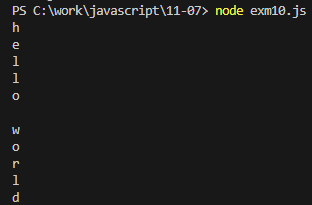 PS C:\work\javascript\11-07> node exm10.js
h
e
l
l
o

w
o
r
l
d